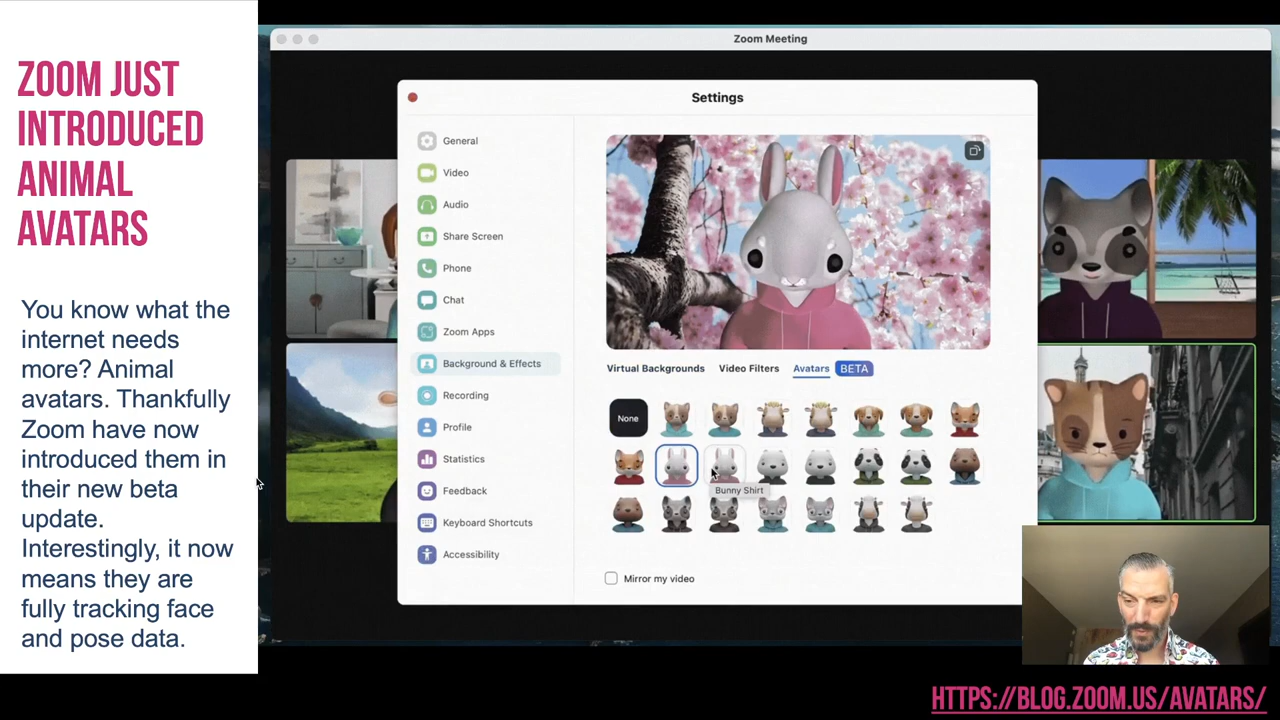 ZOOM JUST
INTRODUCED
ANIMAL
AVATARS
You know what the
internet needs
more? Animal
avatars. Thankfully
Zoom have now
introduced them in
their new beta
update.
Interestingly, it now
means they are
fully tracking face
and pose data.
Zoom Meeting
Settings
General
Video
Audio
Share Screen
Phone
Chat
Zoom Apps
Background & Effects
Recording
Profile
Statistics
Feedback
Keyboard Shortcuts
Accessibility
Virtual Backgrounds Video Filters Avatars BETA
None
Bunny Shirt
Mirror my video
HTTPS://BLOG.ZOOM.US/AVATARS/